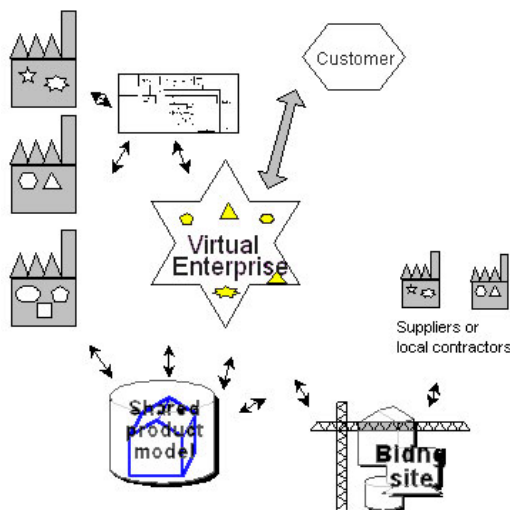 Customer
Virtual
Enterprise
Suppliers or
local contractors
Shared
product
model
Bldng
site